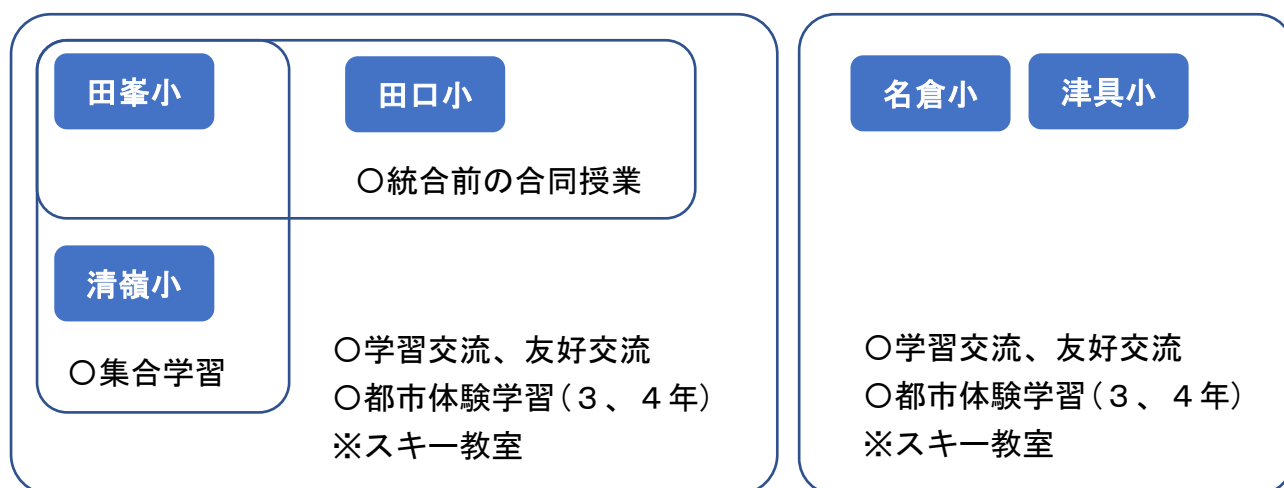 田峯小
田口小
〇統合前の合同授業
清嶺小
〇集合学習
〇学習交流、友好交流
〇都市体験学習（３、４年）
※スキー教室
名倉小
津具小
〇学習交流、友好交流
〇都市体験学習（３、４年）
※スキー教室